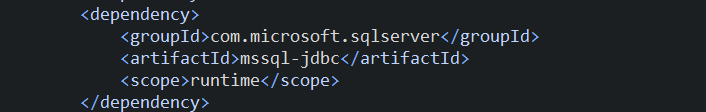 <dependency>
<groupId>com.microsoft.sqlserver</groupId>
<artifactId>mssql-jdbc</artifactId>
<scope>runtime</scope>
</dependency>